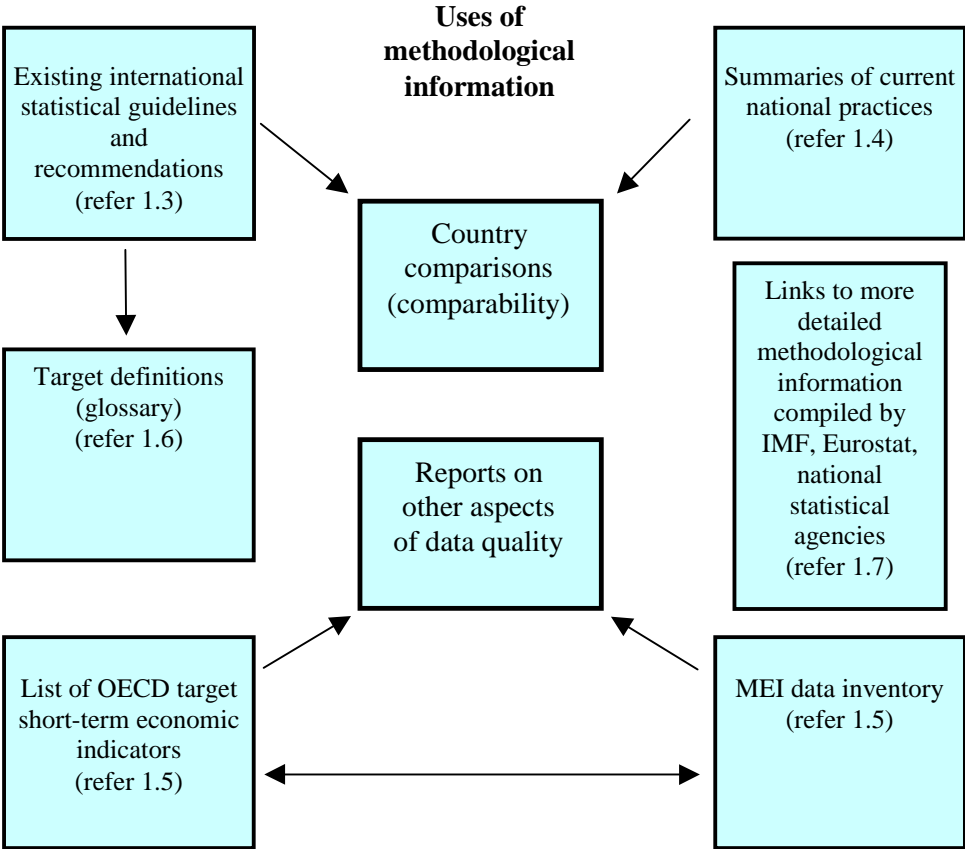 Uses of
methodological
information
Existing international
statistical guidelines
and
recommendations
(refer 1.3)
Summaries of current
national practices
(refer 1.4)
Country
comparisons
(comparability)
Links to more
detailed
methodological
information
compiled by
IMF, Eurostat,
national
statistical
agencies
(refer 1.7)
Target definitions
(glossary)
(refer 1.6)
Reports on
other aspects
of data quality
List of OECD target
short-term economic
indicators
(refer 1.5)
MEI data inventory
(refer 1.5)